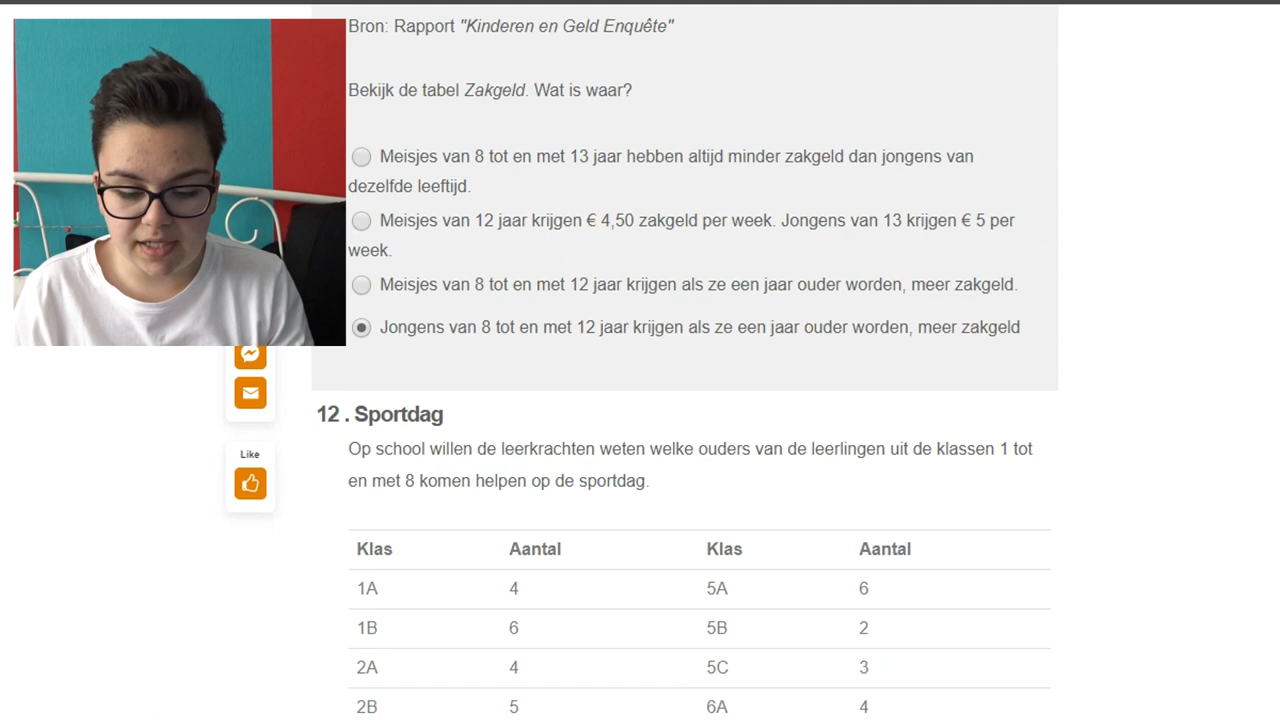 Bron: Rapport "Kinderen en Geld Enquête"
Bekijk de tabel Zakgeld. Wat is waar?
Meisjes van 8 tot en met 13 jaar hebben altijd minder zakgeld dan jongens van
dezelfde leeftijd.
Meisjes van 12 jaar krijgen € 4,50 zakgeld per week. Jongens van 13 krijgen € 5 per
week.
Meisjes van 8 tot en met 12 jaar krijgen als ze een jaar ouder worden, meer zakgeld.
Jongens van 8 tot en met 12 jaar krijgen als ze een jaar ouder worden, meer zakgeld
12 . Sportdag
Op school willen de leerkrachten weten welke ouders van de leerlingen uit de klassen 1 tot
en met 8 komen helpen op de sportdag.
Like
Klas Aantal Klas Aantal
1A 4 5A 6
1B 6 5B 2
2A 4 5C 3
2B 5 6A 4